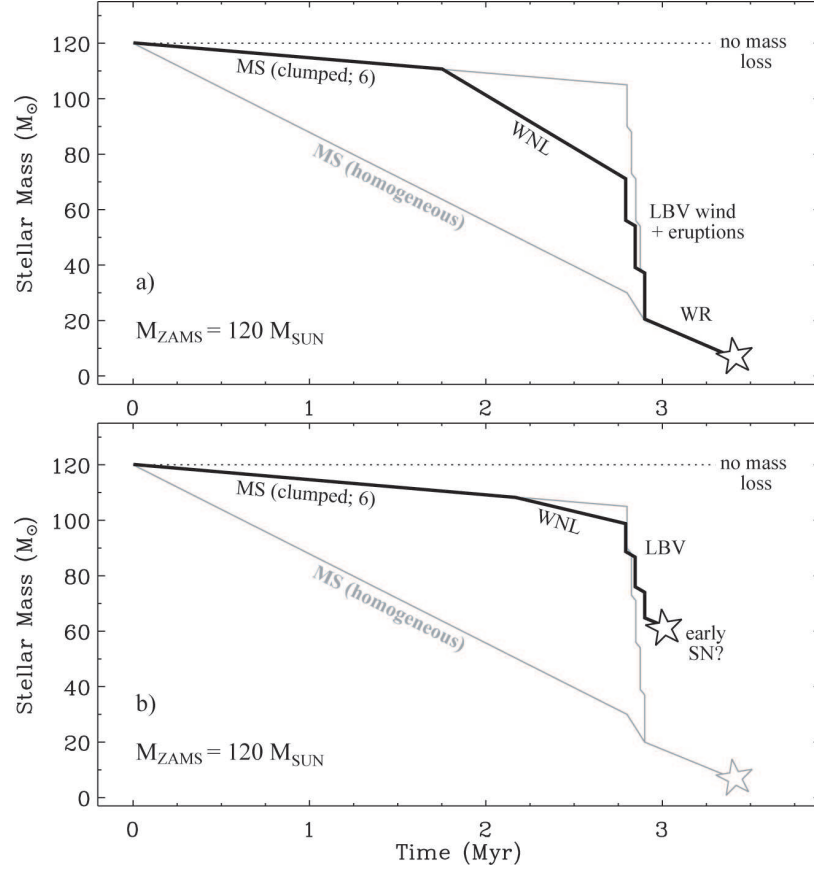 120
100
80
60
40
20
0
Stellar Mass (M☉)
no mass
loss
MS (clumped; 6)
WNL
MS (homogeneous)
LBV wind
+ eruptions
WR
a)
M_ZAMS = 120 M_SUN
0 1 2 3
120
100
80
60
40
20
0
Stellar Mass (M☉)
no mass
loss
MS (clumped; 6)
WNL
LBV
MS (homogeneous)
early
SN?
b)
M_ZAMS = 120 M_SUN
0 1 2 3
Time (Myr)